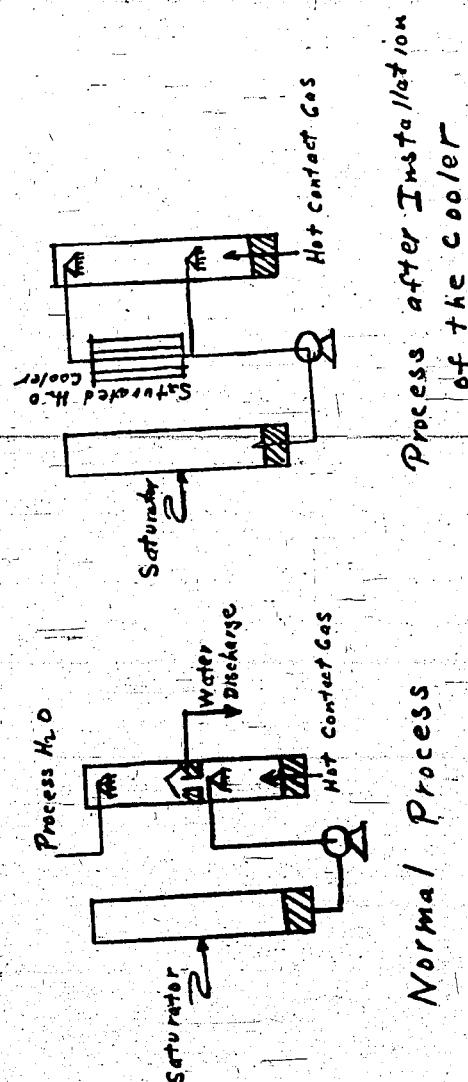 Saturator
Process H2O
Water
Discharge
Hot Contact Gas
Normal Process
Saturator
Saturated H2O
Cooler
Hot Contact Gas
Process after Installation
of the Cooler